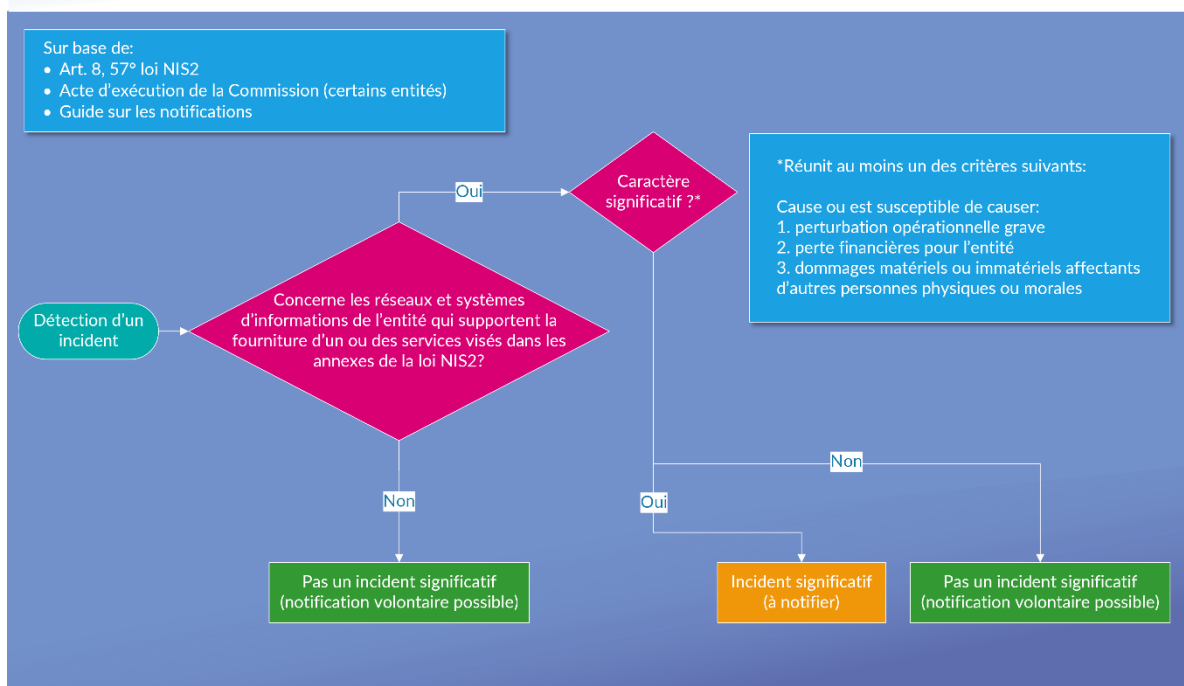 Sur base de:
• Art. 8, 57° loi NIS2
• Acte d'exécution de la Commission (certains entités)
• Guide sur les notifications
Oui
Caractère
significatif ?*
*Réunit au moins un des critères suivants:
Cause ou est susceptible de causer:
1. perturbation opérationnelle grave
2. perte financières pour l'entité
3. dommages matériels ou immatériels affectants
d'autres personnes physiques ou morales
Détection d'un
incident
Concerne les réseaux et systèmes
d'informations de l'entité qui supportent la
fourniture d'un ou des services visés dans les
annexes de la loi NIS2?
Non
Oui
Non
Pas un incident significatif
(notification volontaire possible)
Incident significatif
(à notifier)
Pas un incident significatif
(notification volontaire possible)